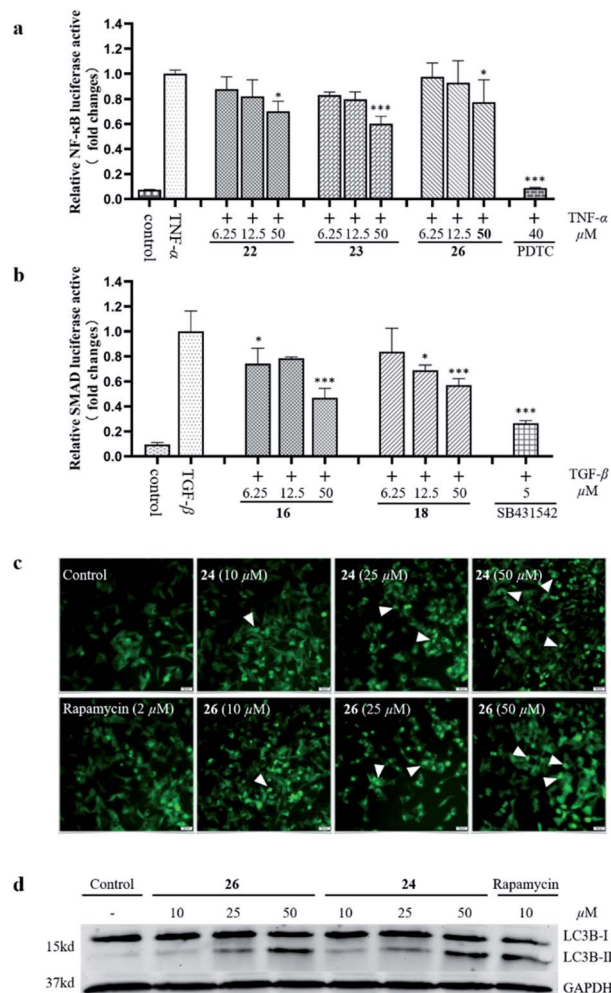 a
Relative NF-κB luciferase active
( fold changes)
1.2
1.0
0.8
0.6
0.4
0.2
0.0
* *** * ***
control
TNF-α
+ + + + + + + + + + TNF-α
6.25 12.5 50 6.25 12.5 50 6.25 12.5 50 40 μM
22 23 26 PDTC
b
Relative SMAD luciferase active
( fold changes)
1.4
1.2
1.0
0.8
0.6
0.4
0.2
0.0
* *** * *** ***
control
TGF-β
+ + + + + + + TGF-β
6.25 12.5 50 6.25 12.5 50 5 μM
16 18 SB431542
c
Control 24 (10 μM) 24 (25 μM) 24 (50 μM)
Rapamycin (2 μM) 26 (10 μM) 26 (25 μM) 26 (50 μM)
d
Control 26 24 Rapamycin
- 10 25 50 10 25 50 10 μM
LC3B-I
15kd
LC3B-II
37kd
GAPDH